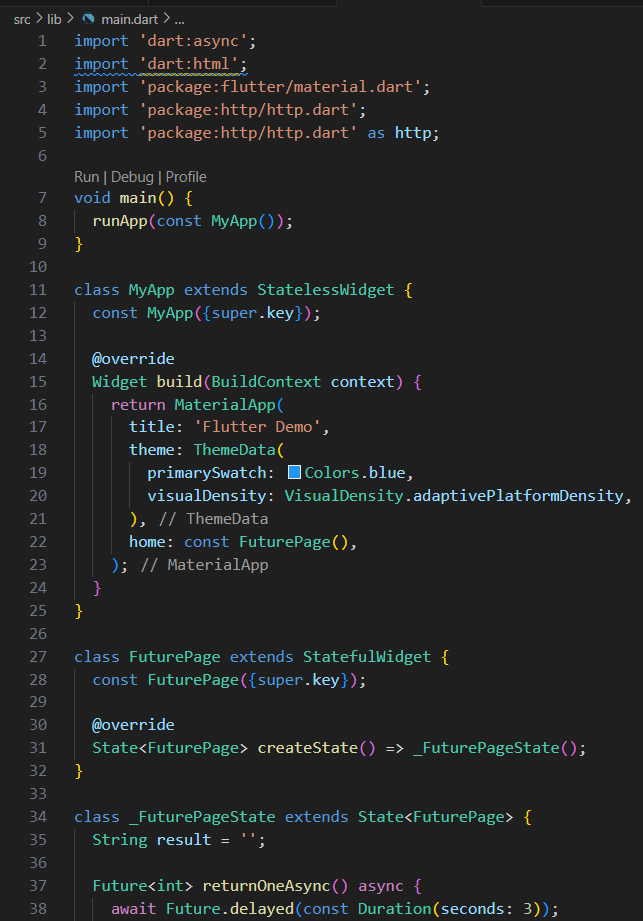 src > lib > main.dart > ...
1 import 'dart:async';
2 import 'dart:html';
3 import 'package:flutter/material.dart';
4 import 'package:http/http.dart';
5 import 'package:http/http.dart' as http;
6
Run | Debug | Profile
7 void main() {
8   runApp(const MyApp());
9 }
10
11 class MyApp extends StatelessWidget {
12   const MyApp({super.key});
13
14   @override
15   Widget build(BuildContext context) {
16     return MaterialApp(
17       title: 'Flutter Demo',
18       theme: ThemeData(
19         primarySwatch: Colors.blue,
20         visualDensity: VisualDensity.adaptivePlatformDensity,
21       ), // ThemeData
22       home: const FuturePage(),
23     ); // MaterialApp
24   }
25 }
26
27 class FuturePage extends StatefulWidget {
28   const FuturePage({super.key});
29
30   @override
31   State<FuturePage> createState() => _FuturePageState();
32 }
33
34 class _FuturePageState extends State<FuturePage> {
35   String result = '';
36
37   Future<int> returnOneAsync() async {
38     await Future.delayed(const Duration(seconds: 3));